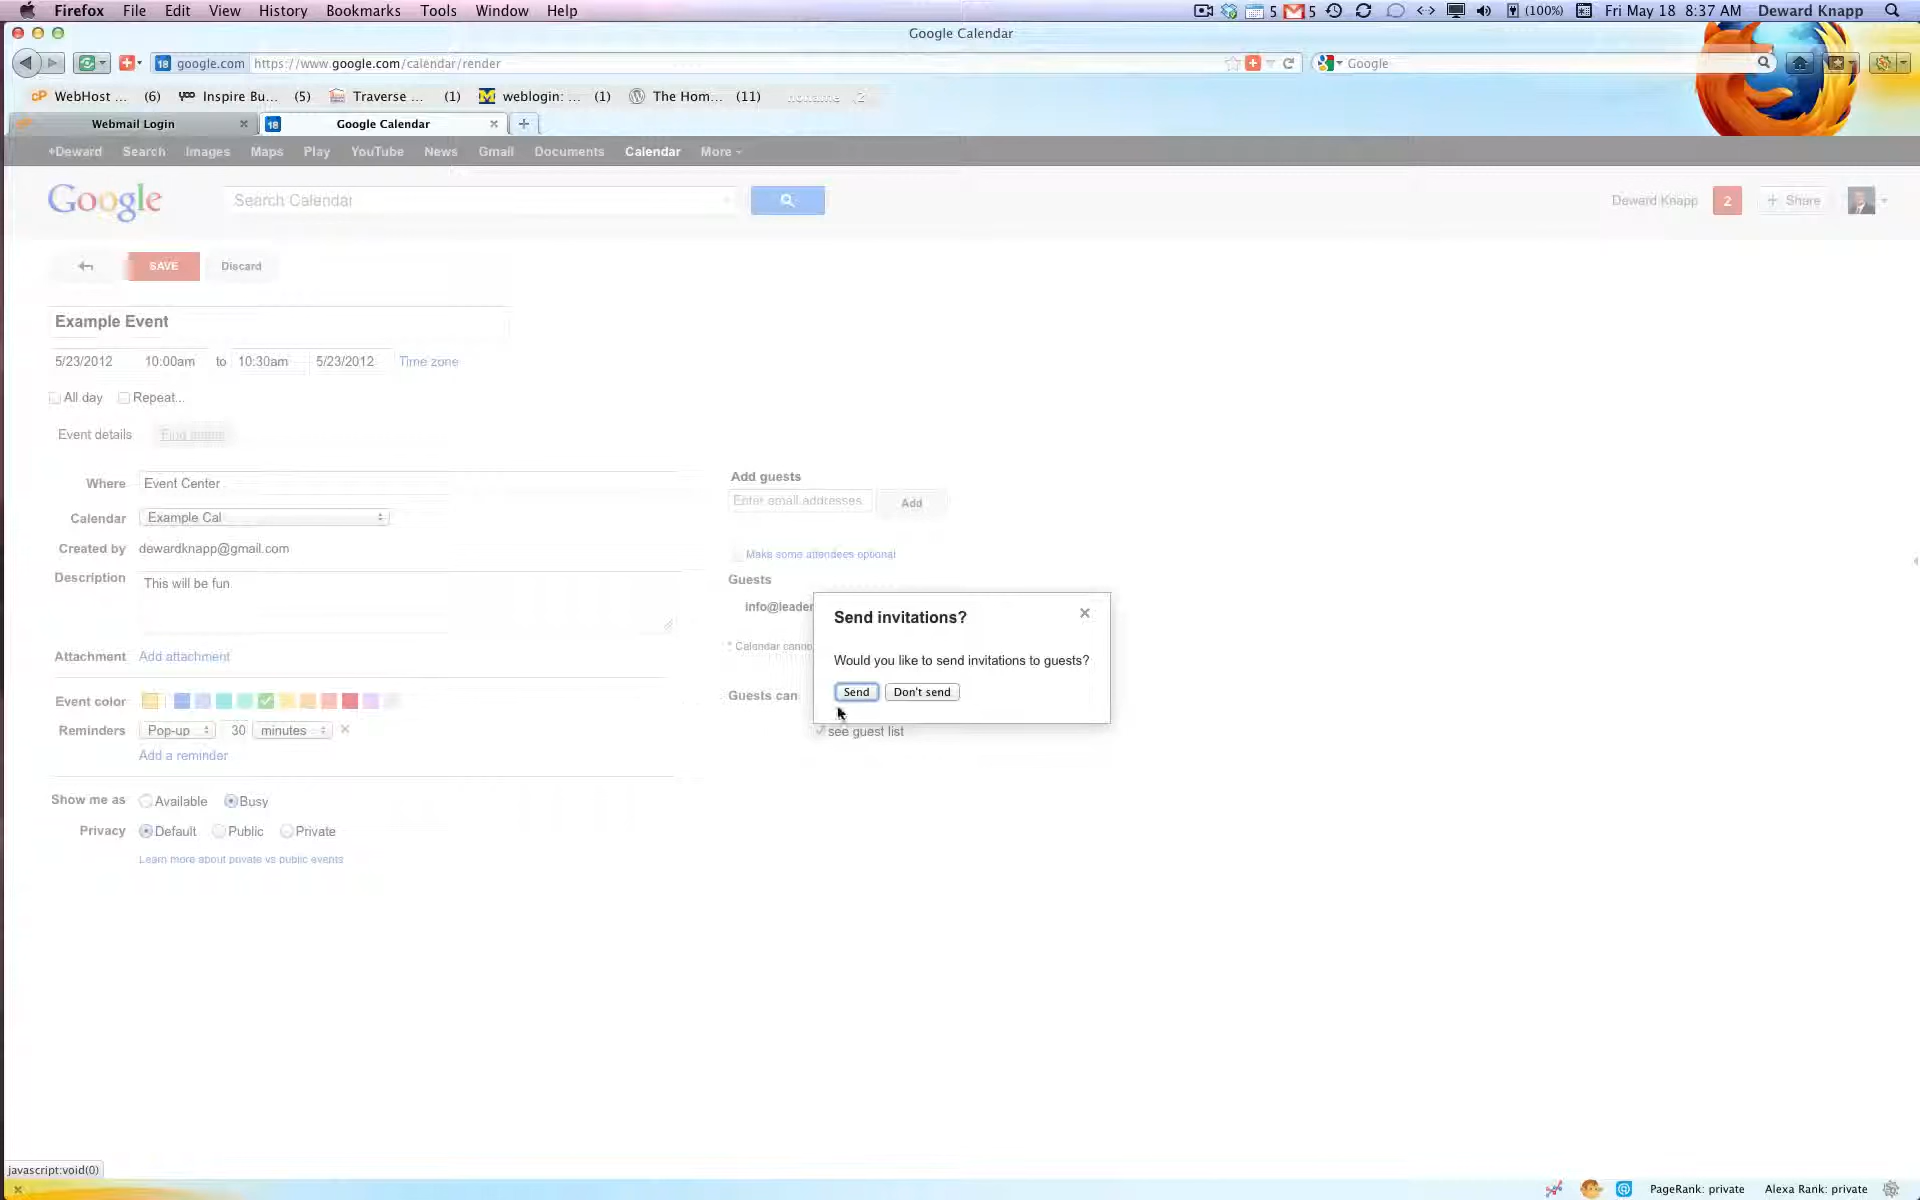 Firefox File Edit View History Bookmarks Tools Window Help 5 5 (100%) Fri May 18 8:37 AM Deward Knapp
Google Calendar
18 google.com https://www.google.com/calendar/render Google
cP WebHost ... (6) YOO Inspire Bu... (5) Traverse ... (1) weblogin: ... (1) The Hom... (11) noname 2
Webmail Login × 18 Google Calendar × +
+Deward Search Images Maps Play YouTube News Gmail Documents Calendar More
Google Search Calendar Deward Knapp 2 + Share
SAVE Discard
Example Event
5/23/2012 10:00am to 10:30am 5/23/2012 Time zone
All day Repeat...
Event details
Where Event Center
Calendar Example Cal
Created by dewardknapp@gmail.com
Description This will be fun
Attachment Add attachment
Event color
Reminders Pop-up 30 minutes ×
Add a reminder
Show me as Available Busy
Privacy Default Public Private
Learn more about private vs public events
Add guests
Enter email addresses Add
Make some attendees optional
Guests
info@leader
* Calendar canno
Guests can
see guest list
Send invitations? ×
Would you like to send invitations to guests?
Send Don't send
javascript:void(0)
× PageRank: private Alexa Rank: private